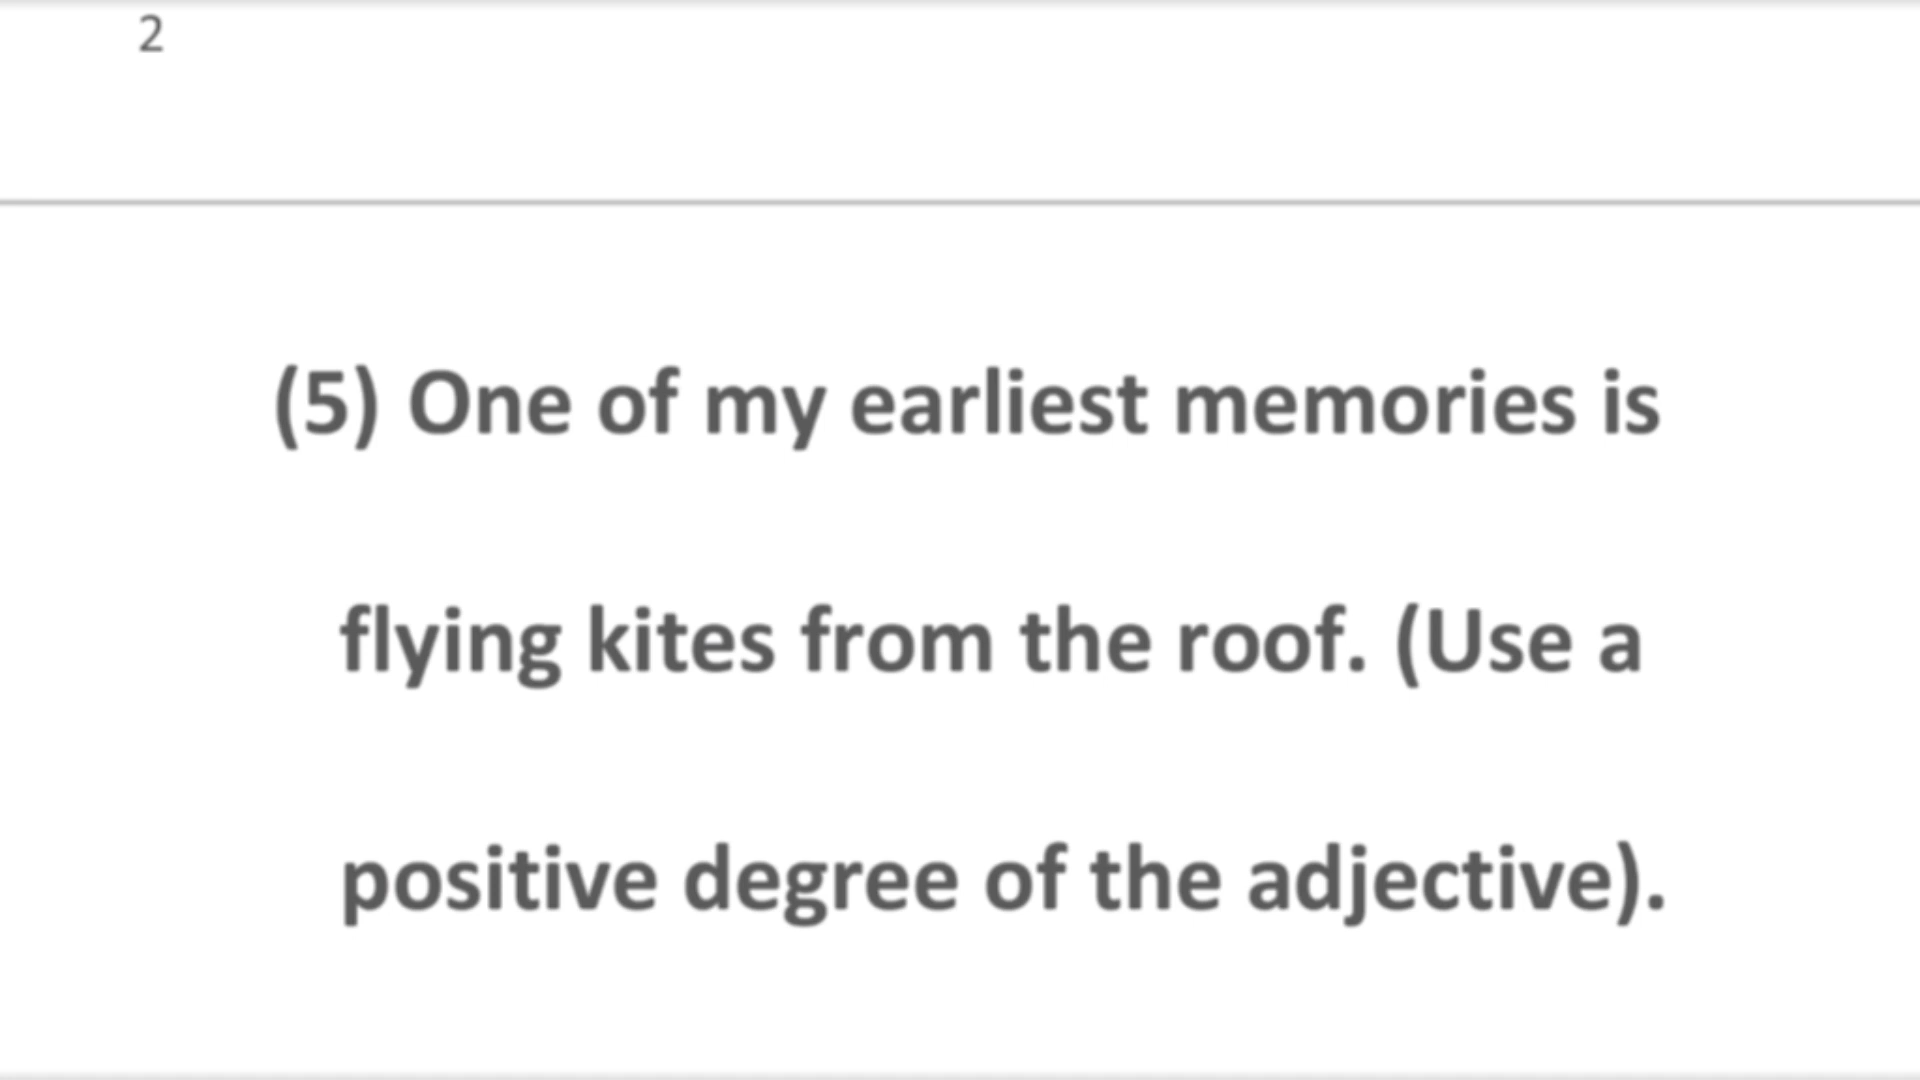 2
(5) One of my earliest memories is
flying kites from the roof. (Use a
positive degree of the adjective).